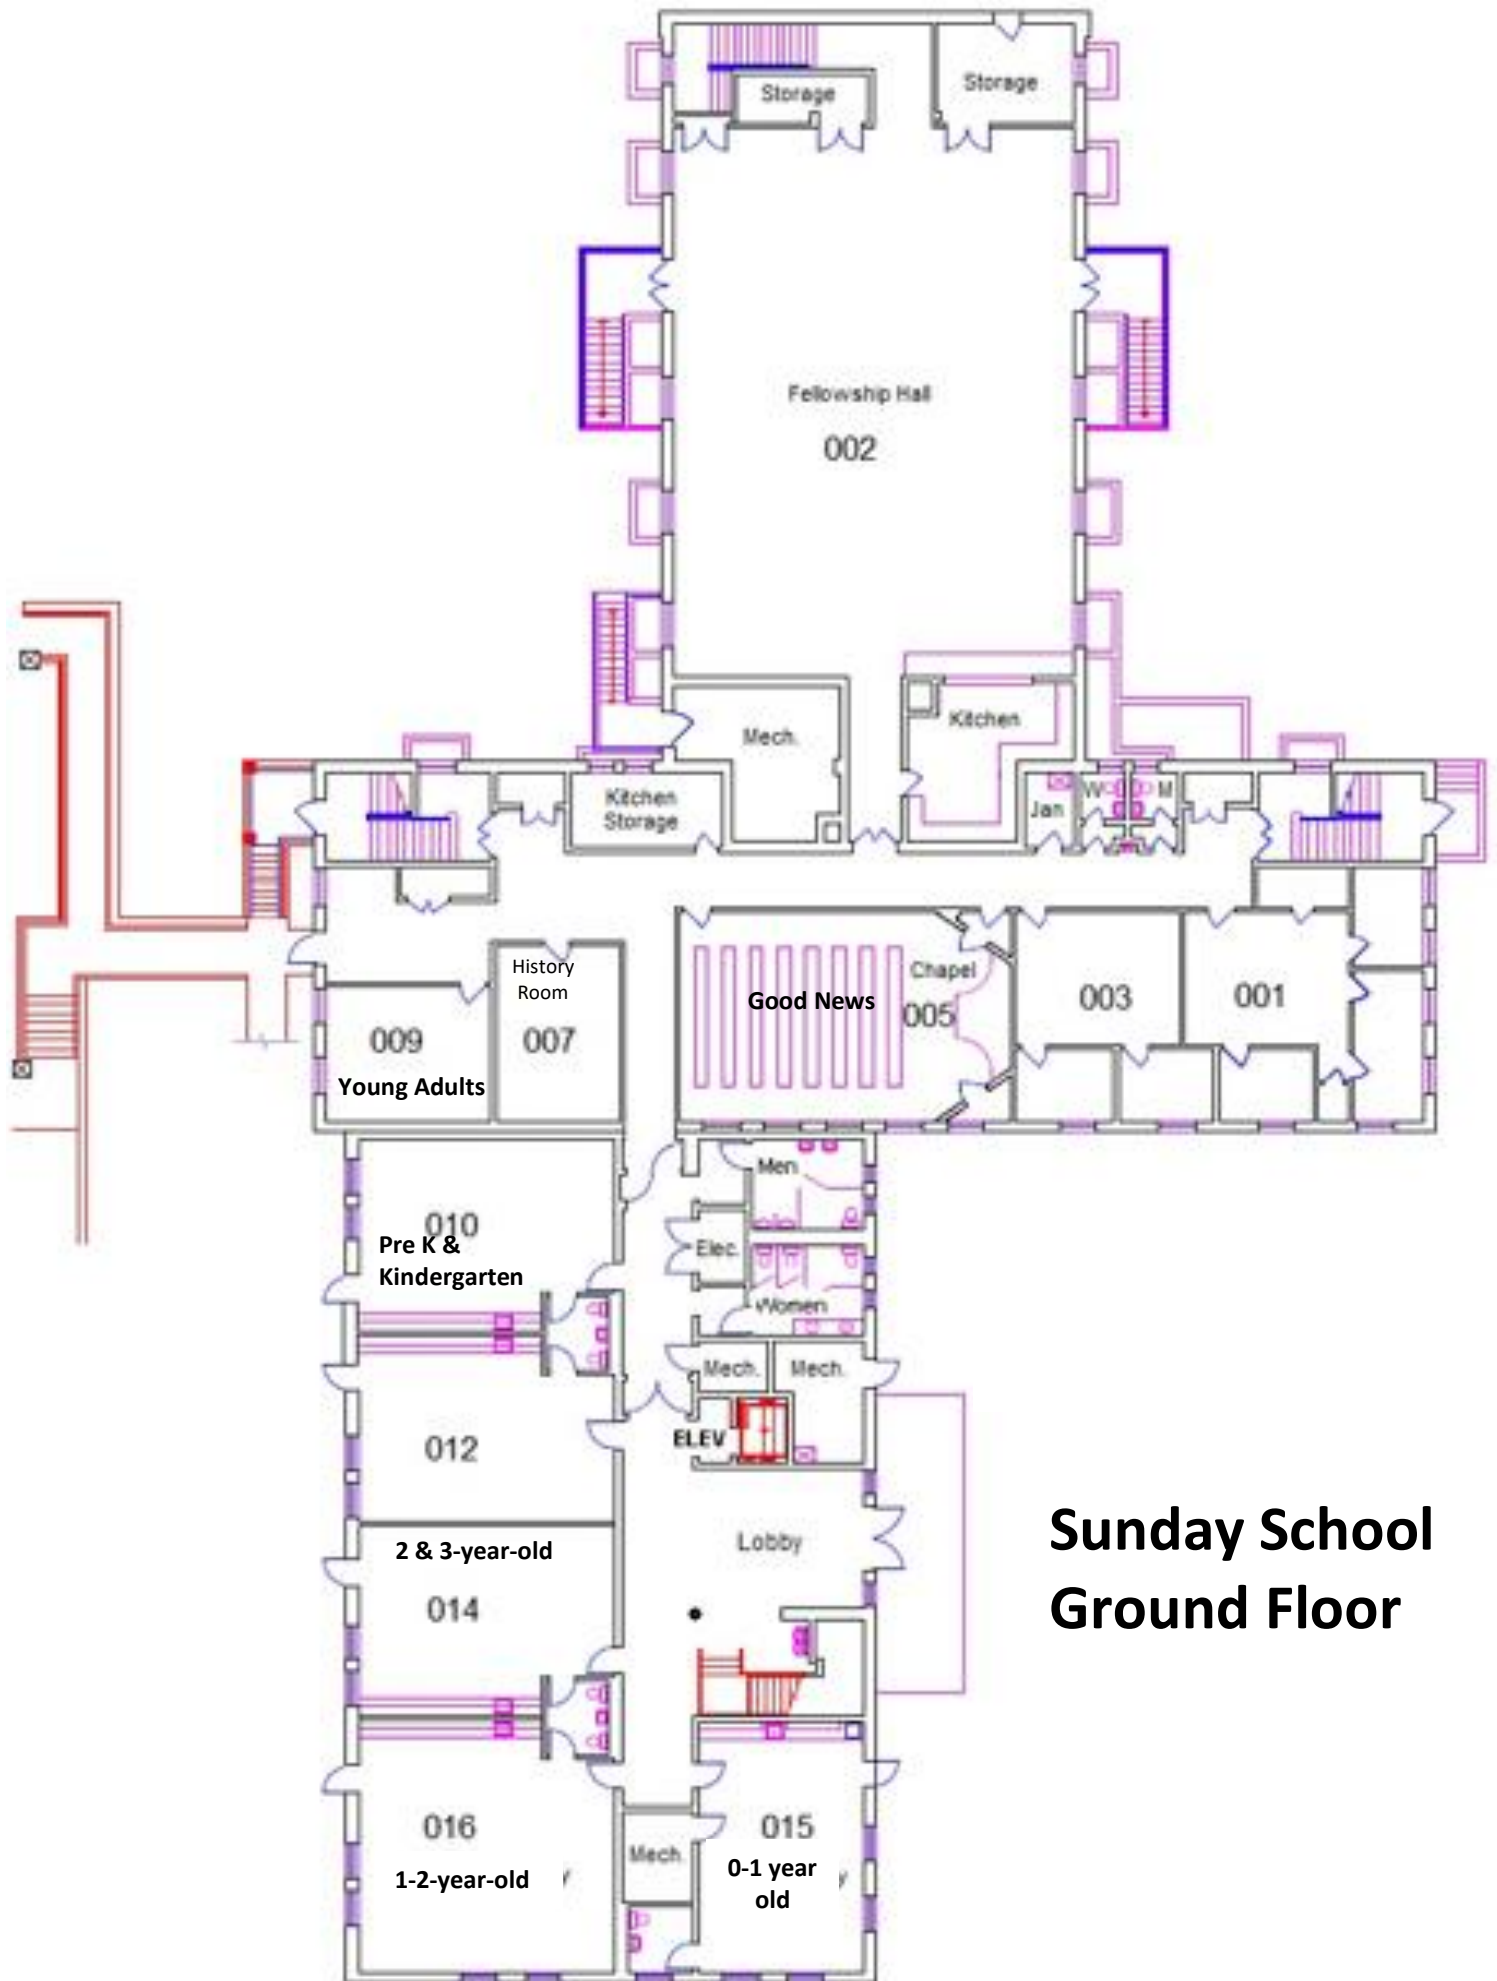 Storage
Storage
Fellowship Hall
002
Mech.
Kitchen
Kitchen
Storage
Jan
W
M
History
Room
007
009
Young Adults
Good News
Chapel
005
003
001
010
Pre K &
Kindergarten
Men
Elec.
Women
Mech.
Mech.
ELEV
012
Lobby
2 & 3-year-old
014
Sunday School
Ground Floor
016
1-2-year-old
Mech.
015
0-1 year
old